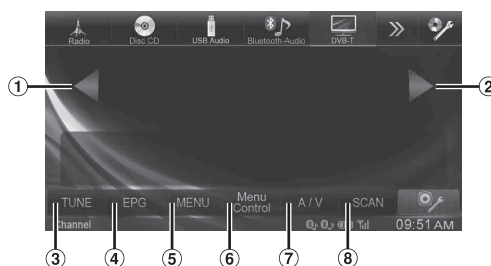 Radio Disc CD USB Audio Bluetooth-Audio DVB-T
1 2
TUNE EPG MENU Menu Control A / V SCAN
Channel 09:51 AM
3 4 5 6 7 8